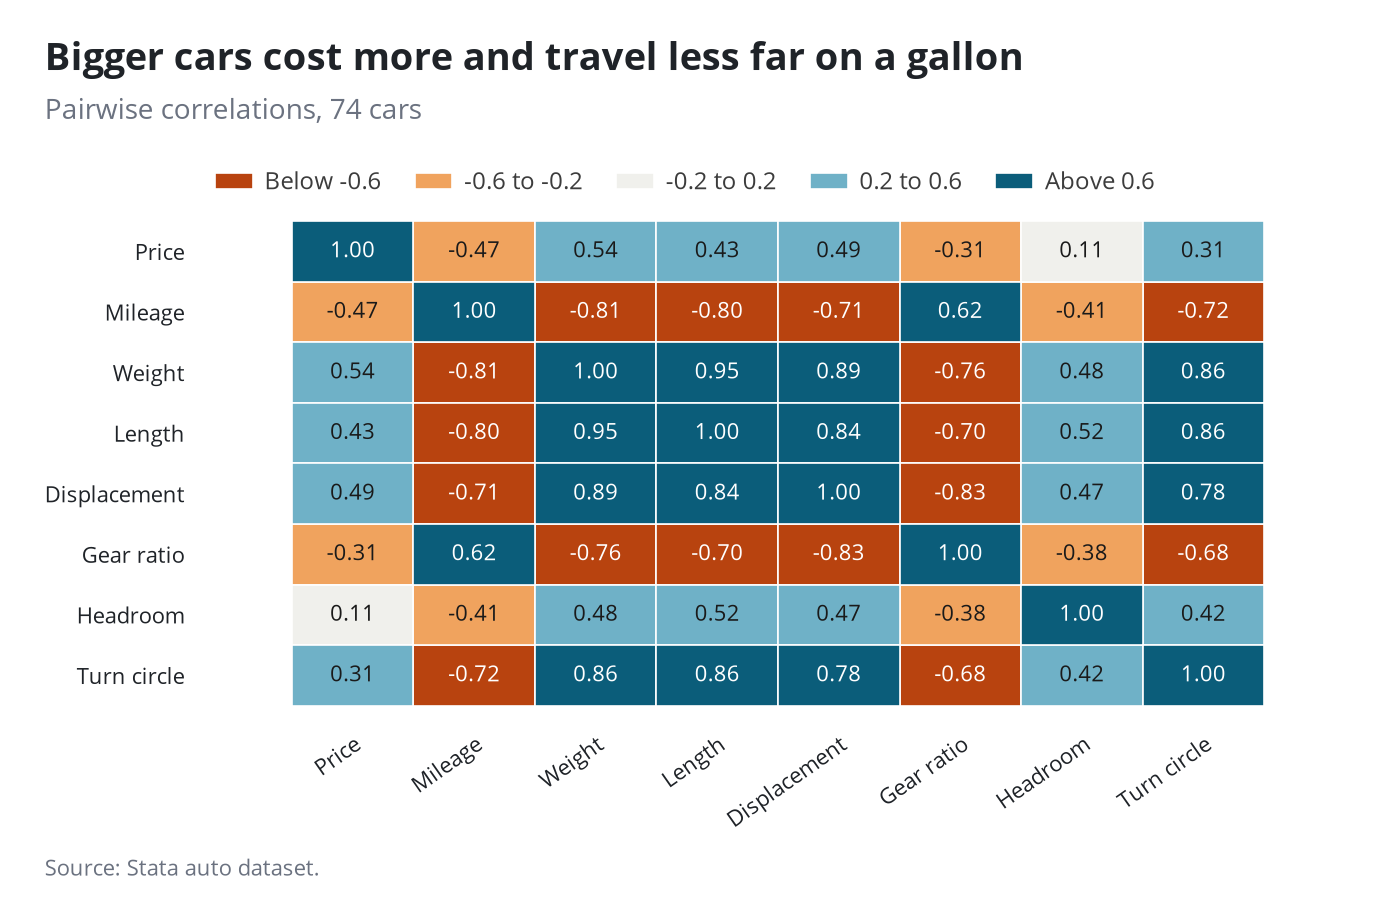 Bigger cars cost more and travel less far on a gallon
Pairwise correlations, 74 cars
Below -0.6 -0.6 to -0.2 -0.2 to 0.2 0.2 to 0.6 Above 0.6
Price 1.00 -0.47 0.54 0.43 0.49 -0.31 0.11 0.31
Mileage -0.47 1.00 -0.81 -0.80 -0.71 0.62 -0.41 -0.72
Weight 0.54 -0.81 1.00 0.95 0.89 -0.76 0.48 0.86
Length 0.43 -0.80 0.95 1.00 0.84 -0.70 0.52 0.86
Displacement 0.49 -0.71 0.89 0.84 1.00 -0.83 0.47 0.78
Gear ratio -0.31 0.62 -0.76 -0.70 -0.83 1.00 -0.38 -0.68
Headroom 0.11 -0.41 0.48 0.52 0.47 -0.38 1.00 0.42
Turn circle 0.31 -0.72 0.86 0.86 0.78 -0.68 0.42 1.00
Price Mileage Weight Length Displacement Gear ratio Headroom Turn circle
Source: Stata auto dataset.